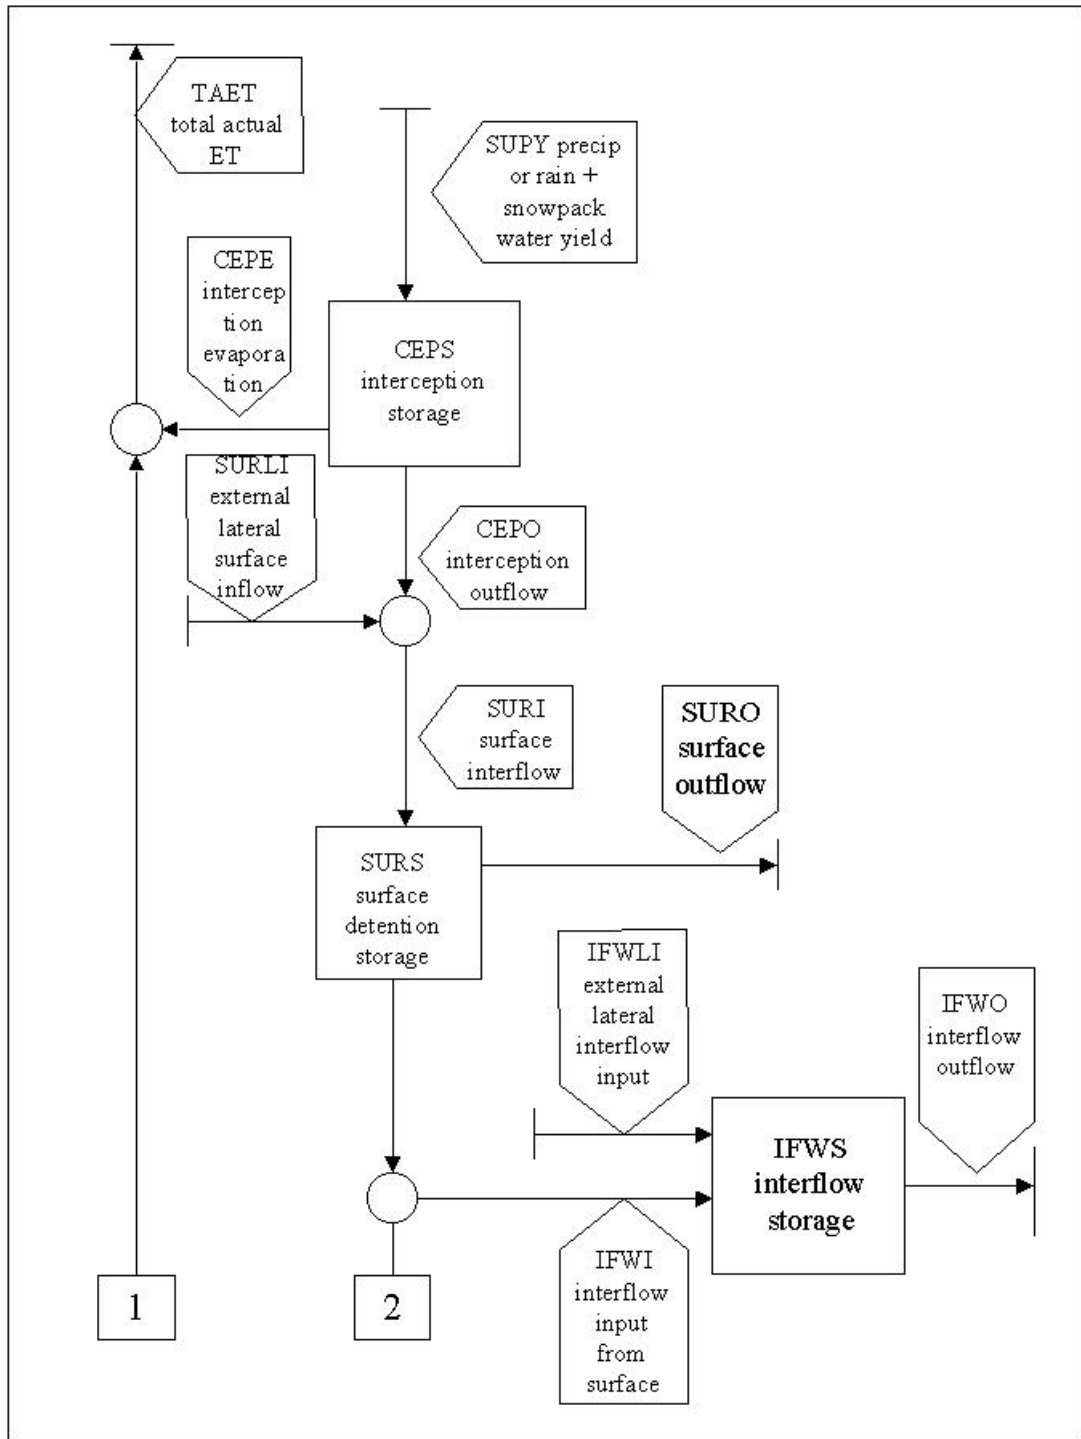 TAET
total actual
ET
SUPY precip
or rain +
snowpack
water yield
CEPE
intercep
tion
evapora
tion
CEPS
interception
storage
SURLI
external
lateral
surface
inflow
CEPO
interception
outflow
SURI
surface
interflow
SURO
surface
outflow
SURS
surface
detention
storage
IFWLI
external
lateral
interflow
input
IFWO
interflow
outflow
IFWS
interflow
storage
IFWI
interflow
input
from
surface
1
2